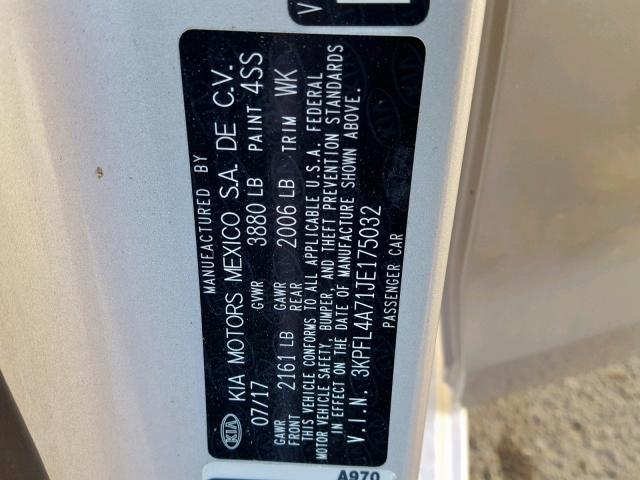 MANUFACTURED BY
KIA KIA MOTORS MEXICO S.A. DE C.V.
07/17 GVWR 3880 LB PAINT 4SS
GAWR FRONT 2161 LB GAWR REAR 2006 LB TRIM WK
THIS VEHICLE CONFORMS TO ALL APPLICABLE U.S.A. FEDERAL
MOTOR VEHICLE SAFETY, BUMPER, AND THEFT PREVENTION STANDARDS
IN EFFECT ON THE DATE OF MANUFACTURE SHOWN ABOVE.
V.I.N. 3KPFL4A71JE175032
PASSENGER CAR
V
A970